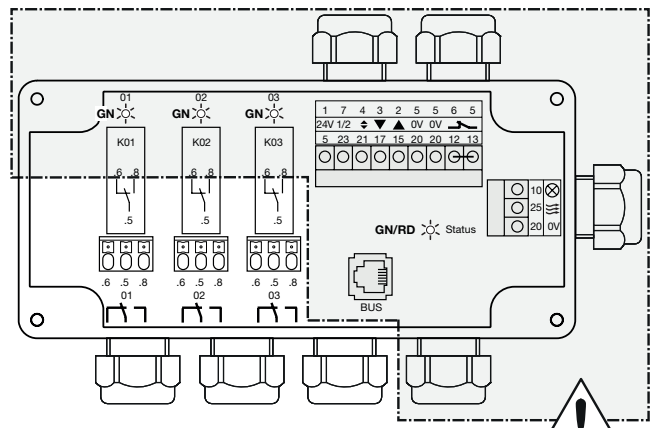 01 02 03
GN GN GN
K01 K02 K03
.6 .8 .6 .8 .6 .8
.5 .5 .5
.6 .5 .8 .6 .5 .8 .6 .5 .8
01 02 03
1 7 4 3 2 5 5 6 5
24V 1/2 0V 0V
5 23 21 17 15 20 20 12 13
10
25
20 0V
GN/RD Status
BUS
!